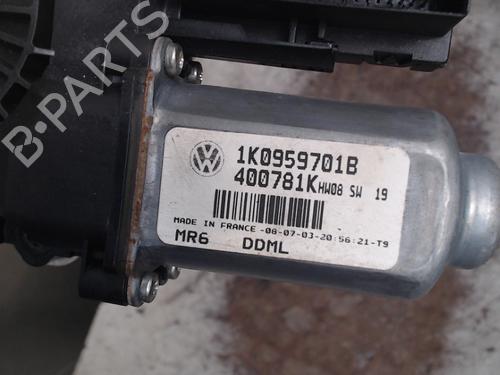 B-PARTS
1K0959701B
400781K HW08 SW 19
MADE IN FRANCE -08-07-03-20:56:21-T9
MR6 DDML